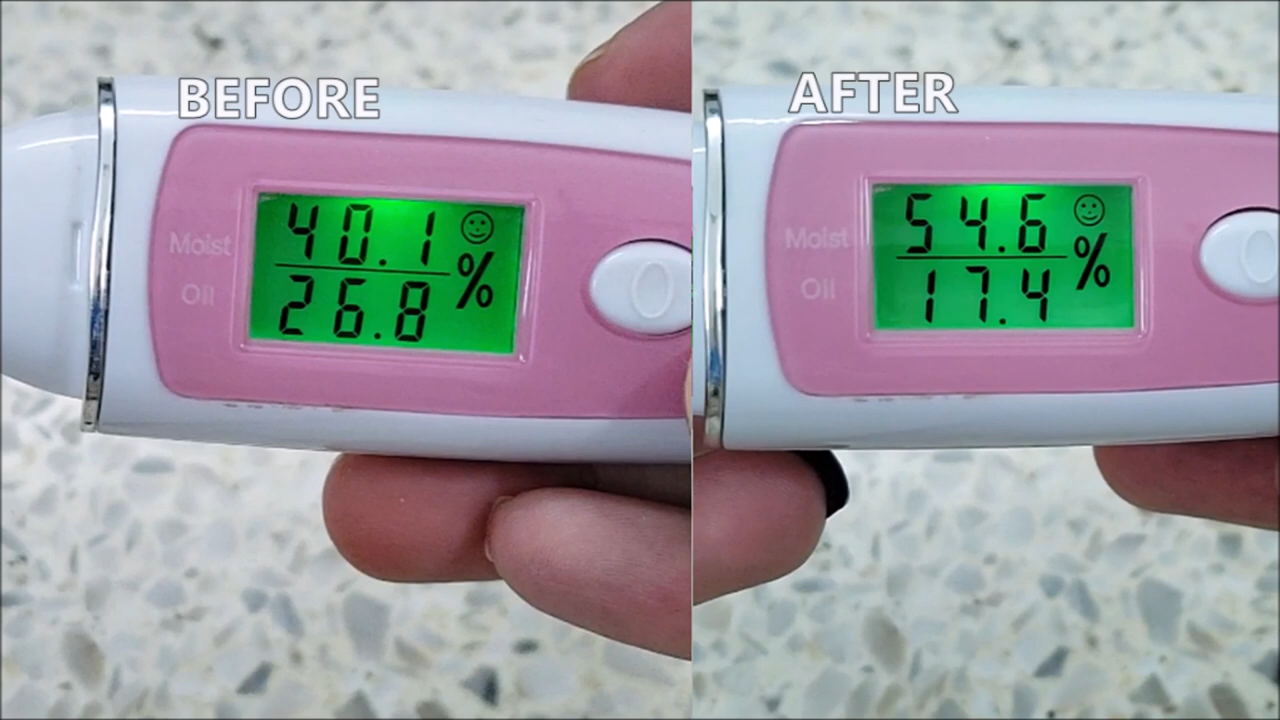 BEFORE
Moist 40.1
Oil 26.8 %
AFTER
Moist 54.6
Oil 17.4 %